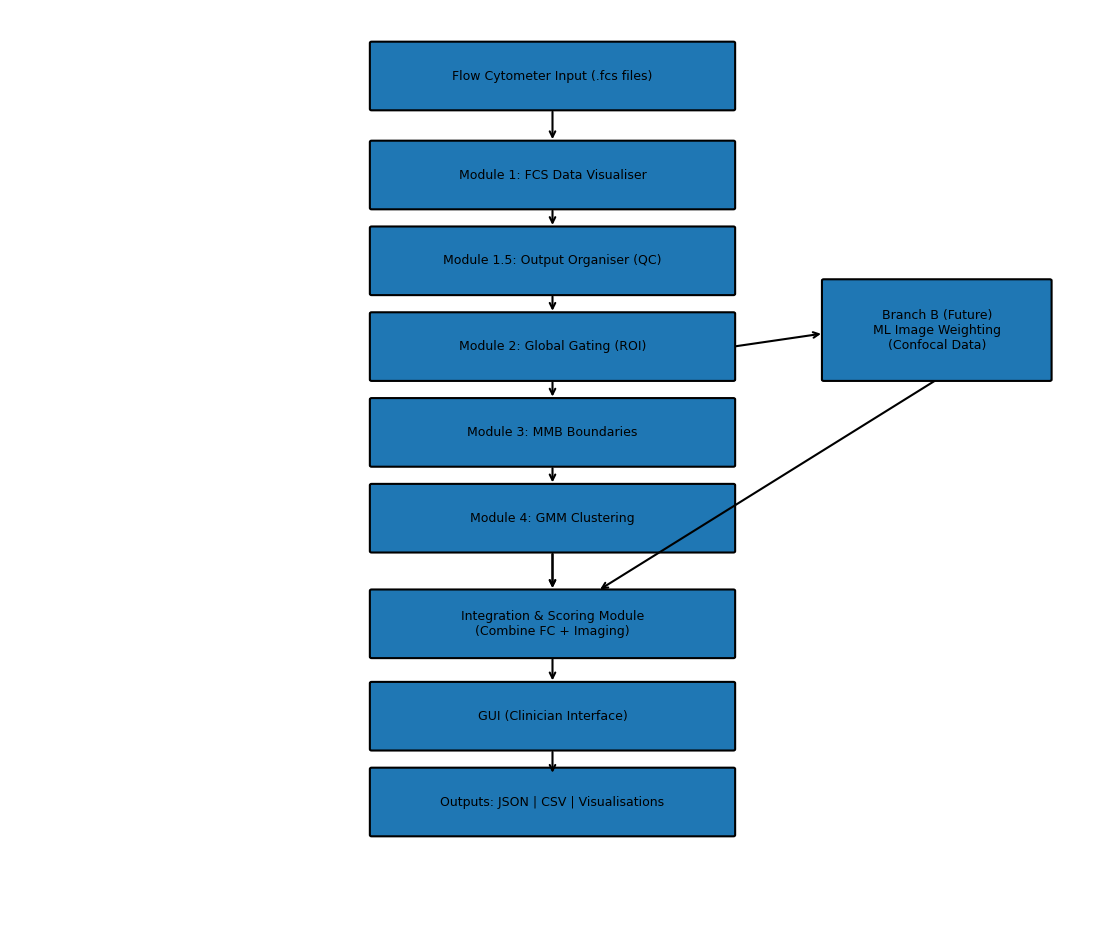 Flow Cytometer Input (.fcs files)
Module 1: FCS Data Visualiser
Module 1.5: Output Organiser (QC)
Module 2: Global Gating (ROI)
Branch B (Future)
ML Image Weighting
(Confocal Data)
Module 3: MMB Boundaries
Module 4: GMM Clustering
Integration & Scoring Module
(Combine FC + Imaging)
GUI (Clinician Interface)
Outputs: JSON | CSV | Visualisations